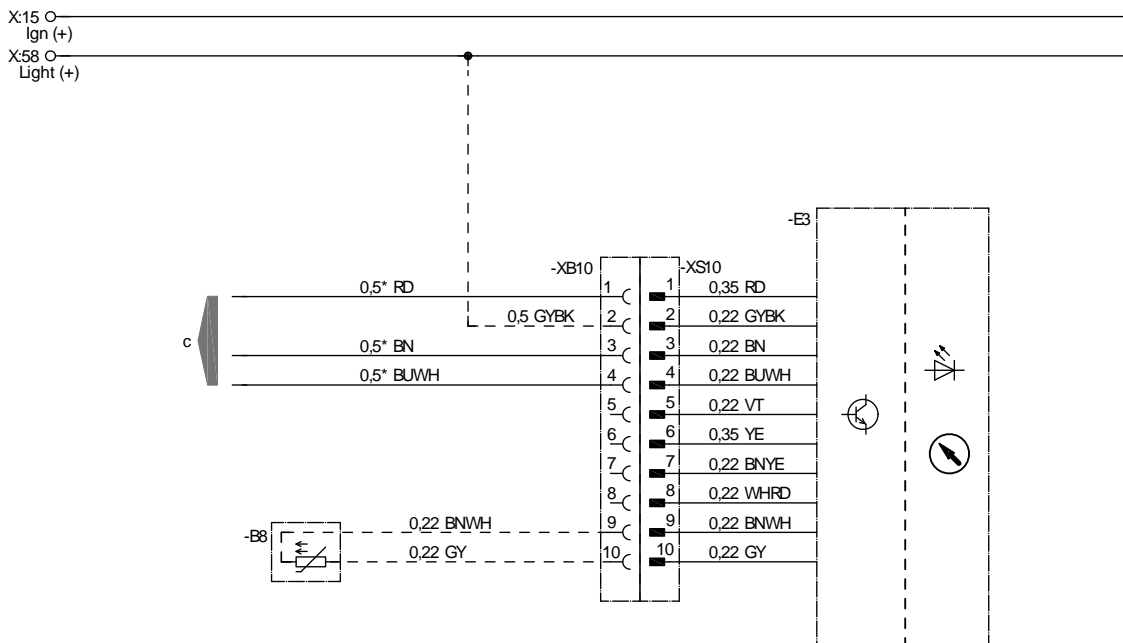 X:15
Ign (+)
X:58
Light (+)
-E3
-XB10 -XS10
0,5* RD 1 1 0,35 RD
0,5 GYBK 2 2 0,22 GYBK
c
0,5* BN 3 3 0,22 BN
0,5* BUWH 4 4 0,22 BUWH
5 5 0,22 VT
6 6 0,35 YE
7 7 0,22 BNYE
8 8 0,22 WHRD
-B8
0,22 BNWH 9 9 0,22 BNWH
0,22 GY 10 10 0,22 GY